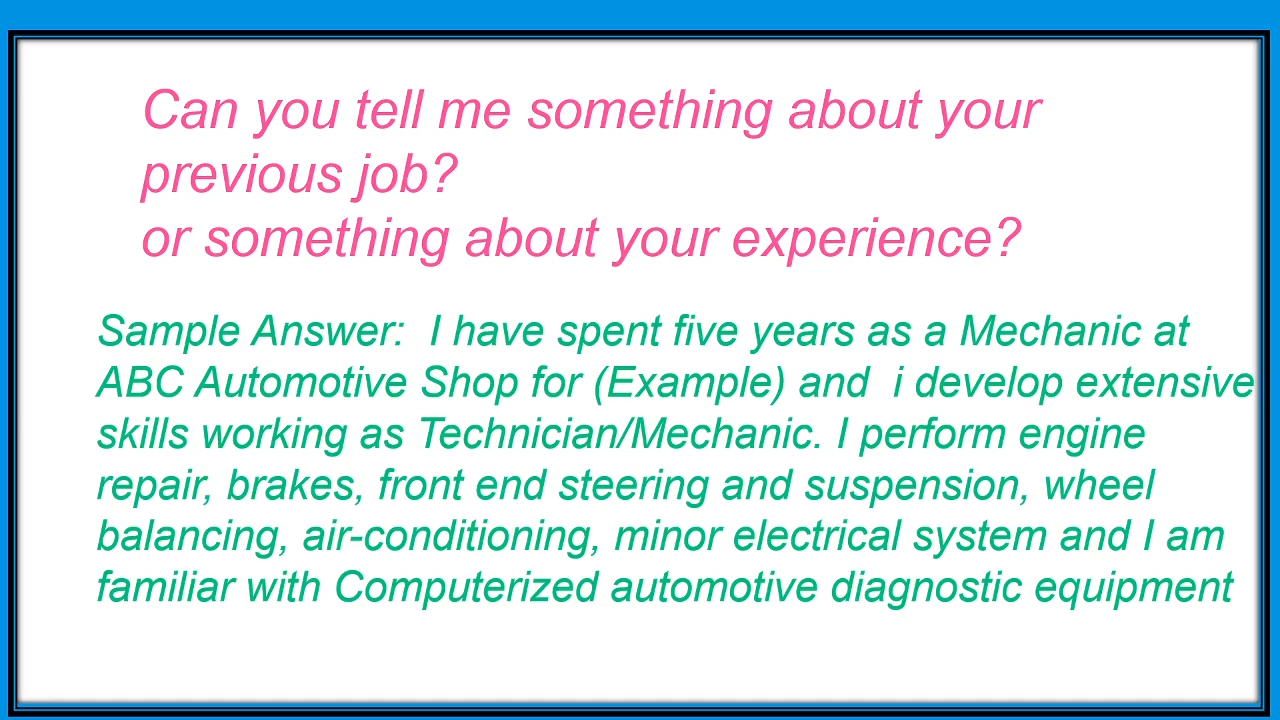 Can you tell me something about your
previous job?
or something about your experience?
Sample Answer:  I have spent five years as a Mechanic at
ABC Automotive Shop for (Example) and  i develop extensive
skills working as Technician/Mechanic. I perform engine
repair, brakes, front end steering and suspension, wheel
balancing, air-conditioning, minor electrical system and I am
familiar with Computerized automotive diagnostic equipment